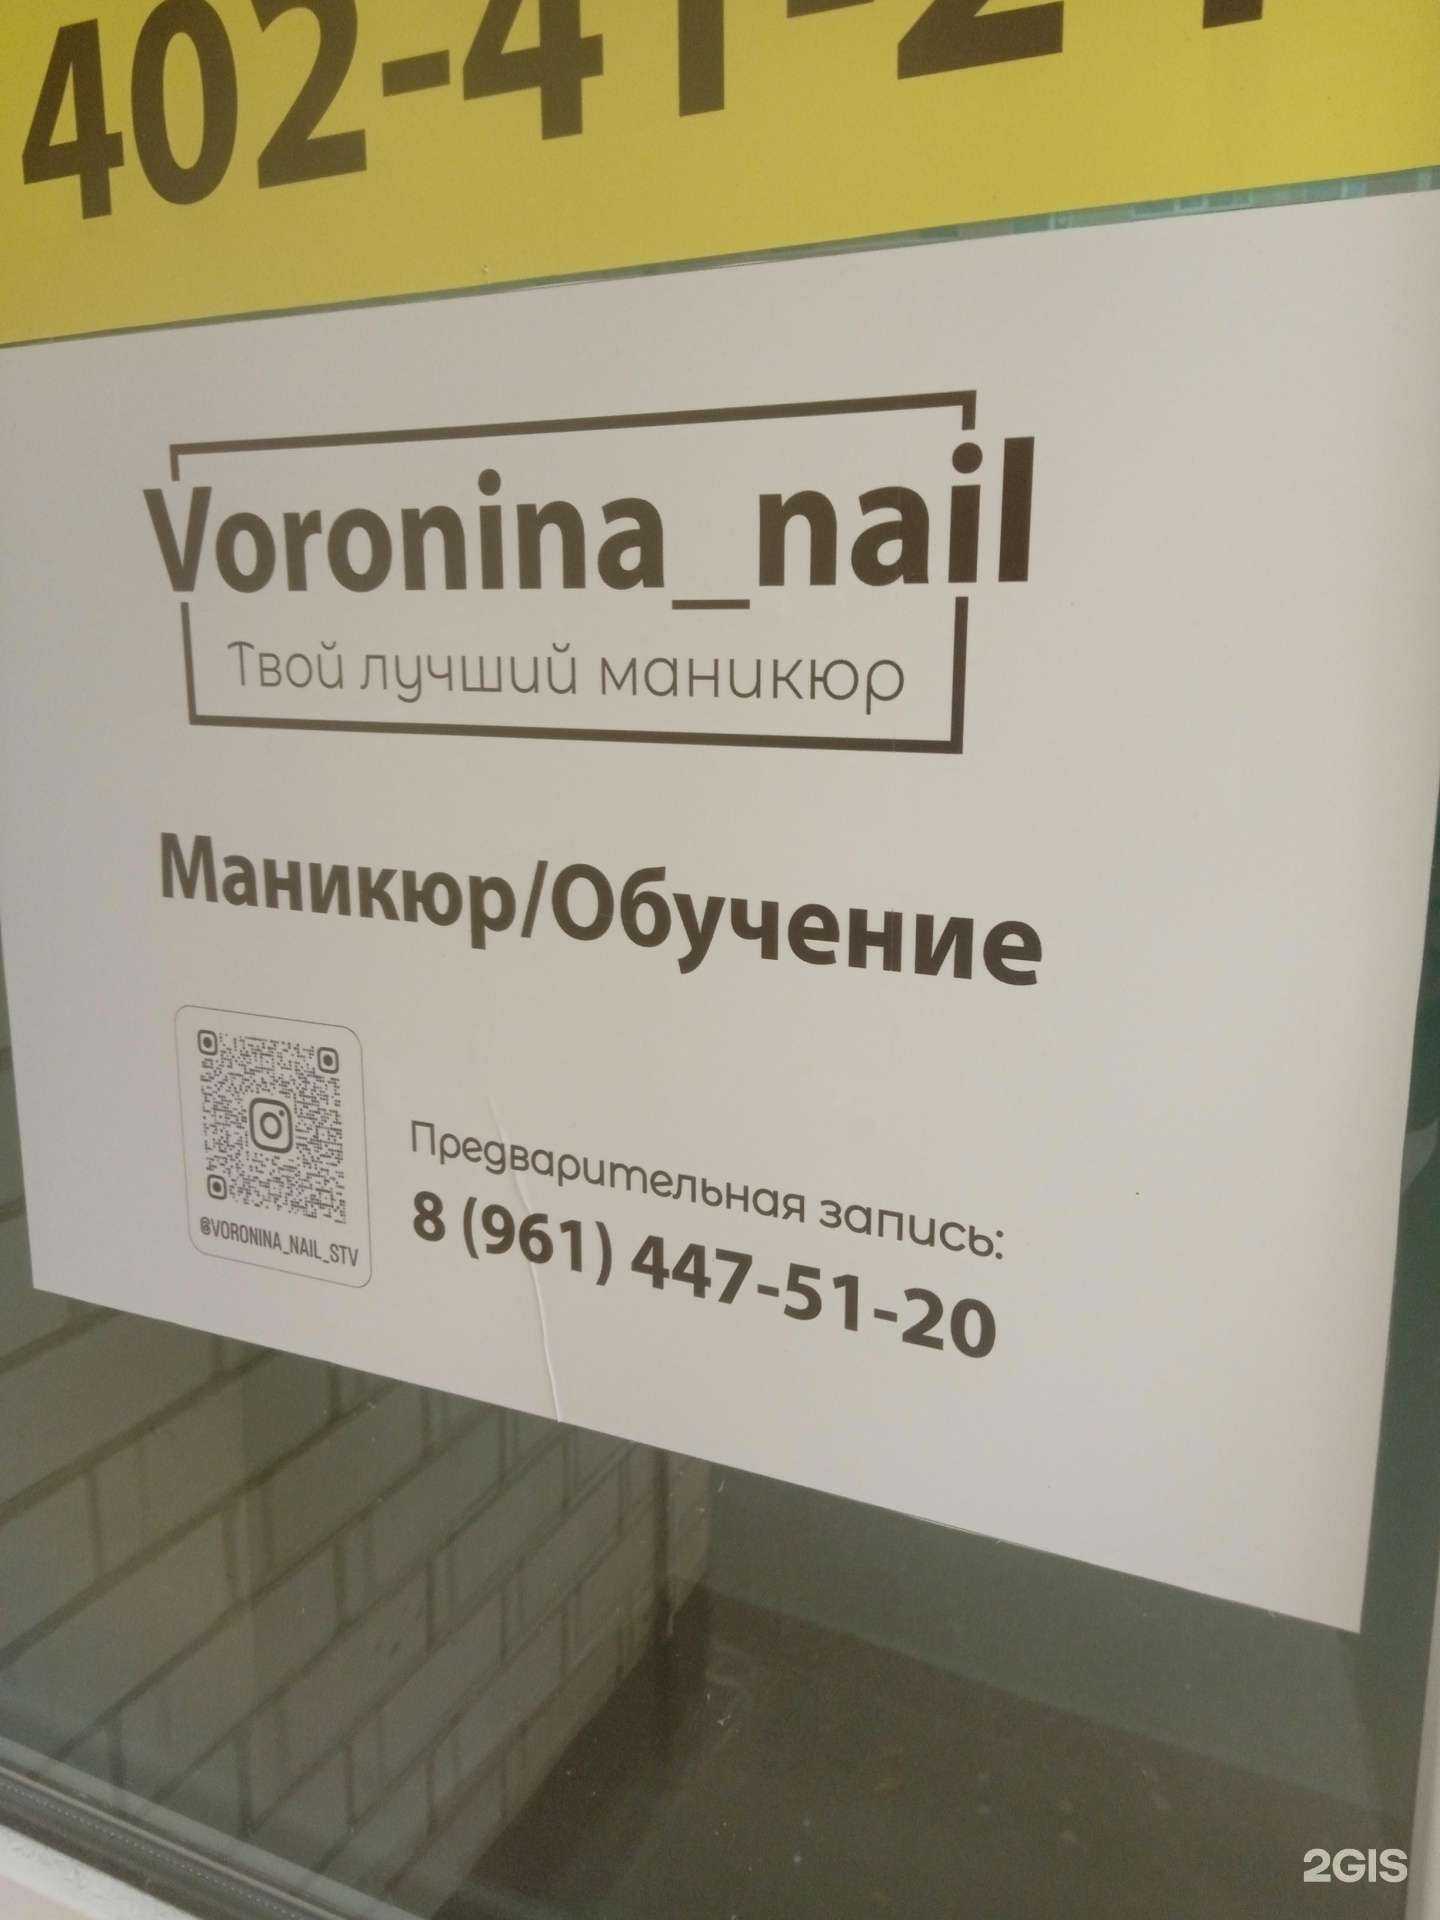 402-41-2
Voronina_nail
Твой лучший маникюр
Маникюр/Обучение
@VORONINA_NAIL_STV
Предварительная запись:
8 (961) 447-51-20
2GIS